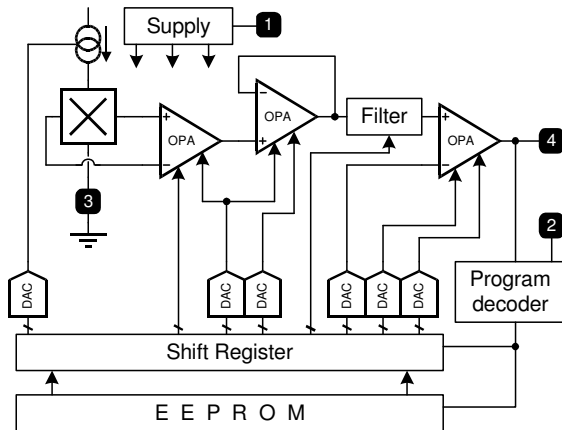 Supply
1
OPA
+
−
OPA
−
+
Filter
OPA
+
−
4
3
2
DAC
DAC
DAC
DAC
DAC
DAC
Program
decoder
Shift Register
E E P R O M